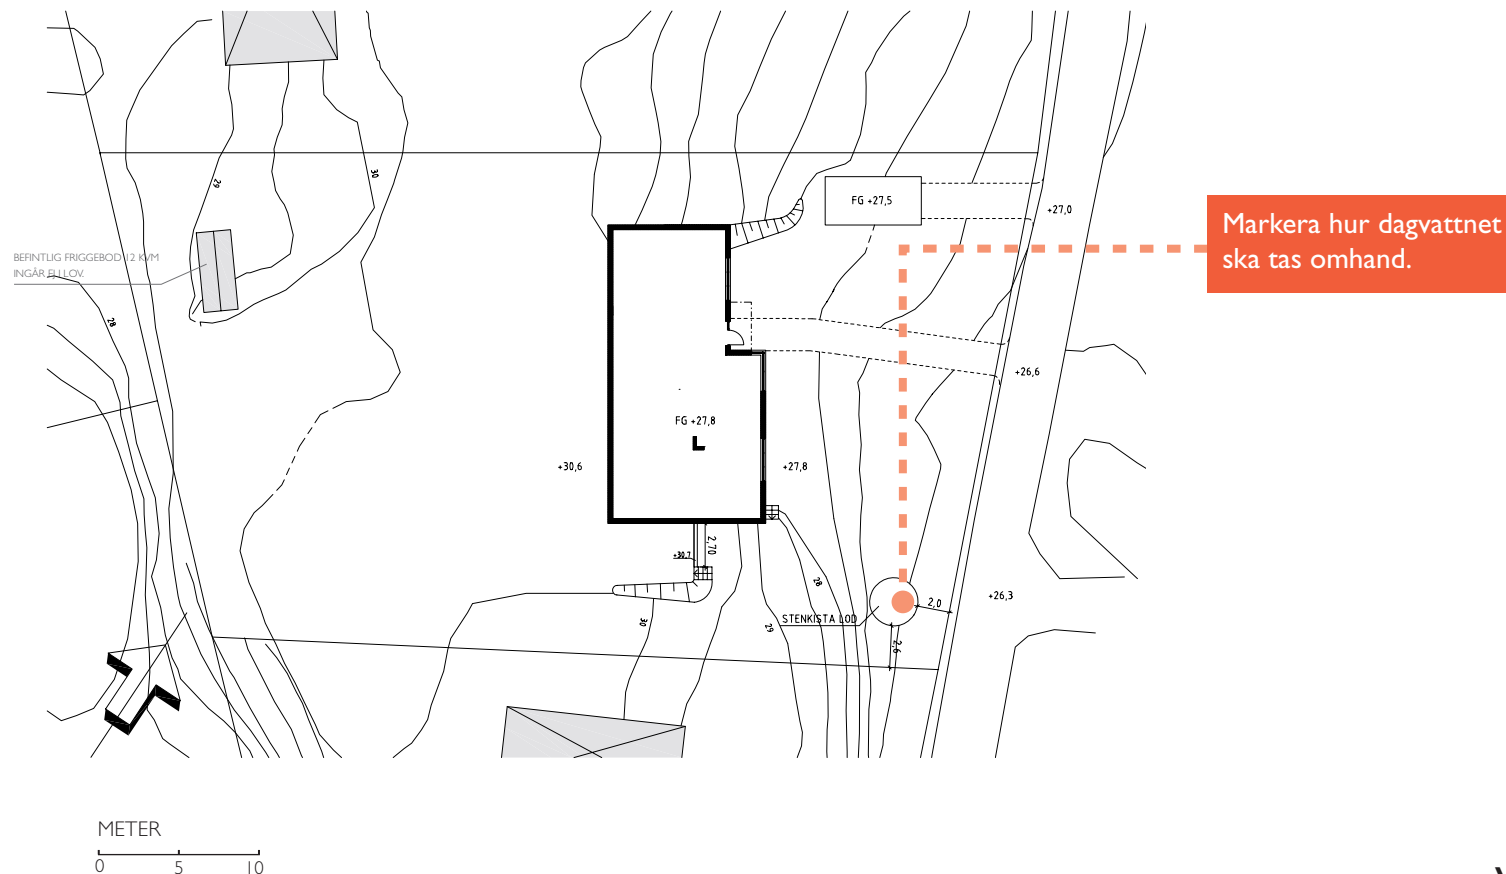 29
30
FG +27,5
+27,0
Markera hur dagvattnet
ska tas omhand.
BEFINTLIG FRIGGEBOD 12 KVM
INGÅR EJ I LOV.
28
+26,6
FG +27,8
+30,6
+27,8
2,70
+30,7
28
2,0
+26,3
STENKISTA LOD
30
29
2,6
METER
0 5 10